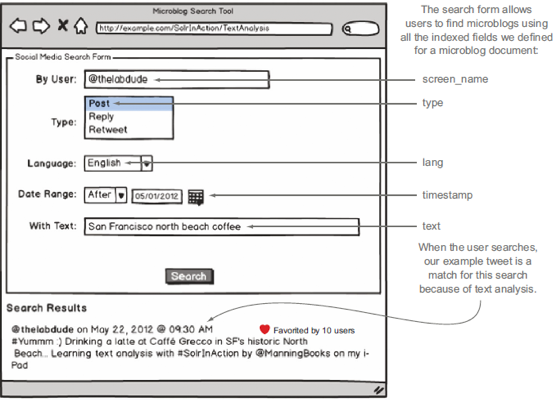 Microblog Search Tool
http://example.com/SolrInAction/TextAnalysis
The search form allows
users to find microblogs using
all the indexed fields we defined
for a microblog document:
Social Media Search Form
By User: @thelabdude
screen_name
Type: Post
Reply
Retweet
type
Language: English
lang
Date Range: After 05/01/2012
timestamp
With Text: San Francisco north beach coffee
text
Search
When the user searches,
our example tweet is a
match for this search
because of text analysis.
Search Results
@thelabdude on May 22, 2012 @ 09:30 AM
Favorited by 10 users
#Yummm :) Drinking a latte at Caffé Grecco in SF's historic North
Beach... Learning text analysis with #SolrInAction by @ManningBooks on my i-
Pad